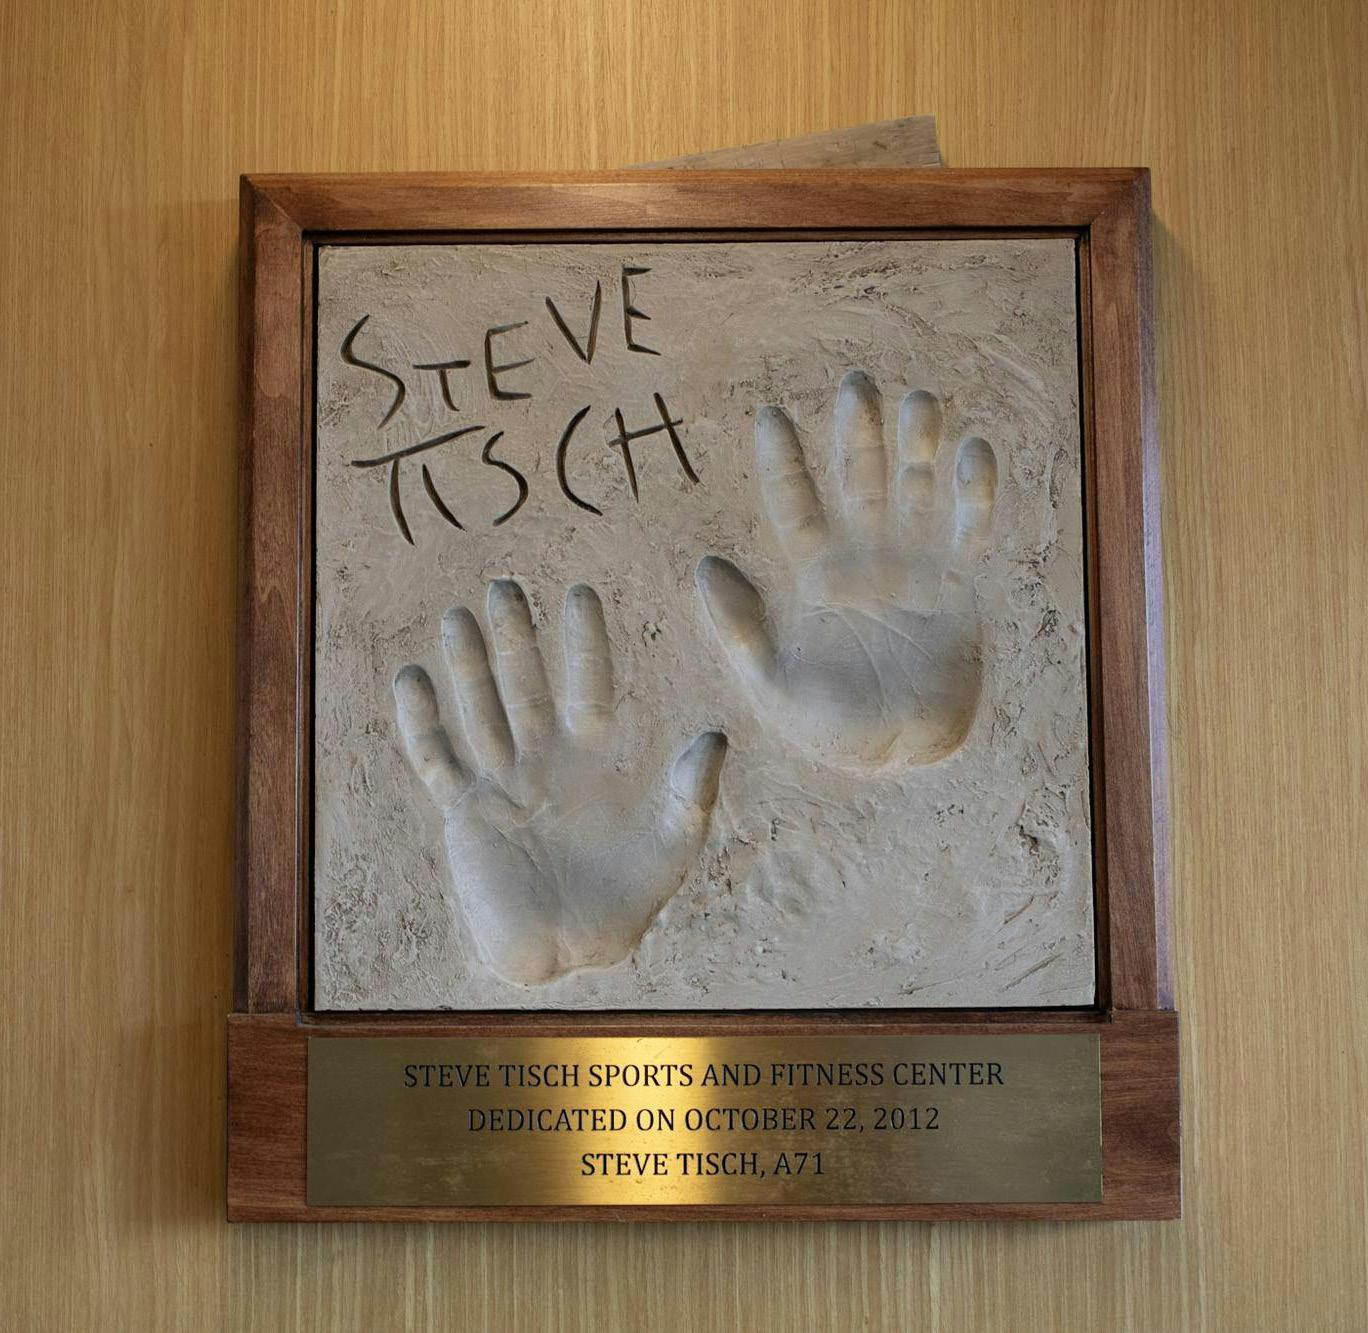 STEVE
TISCH
STEVE TISCH SPORTS AND FITNESS CENTER
DEDICATED ON OCTOBER 22, 2012
STEVE TISCH, A71